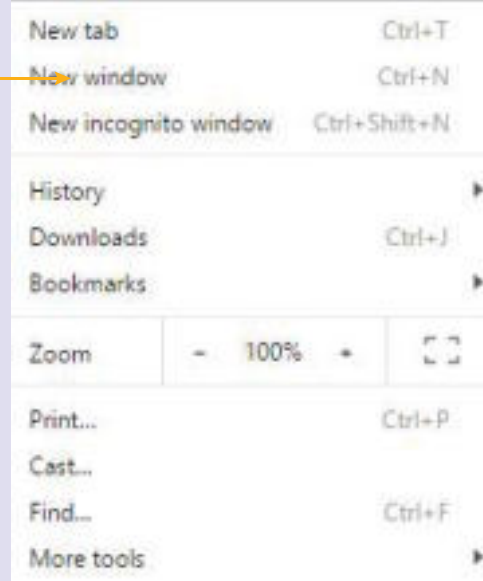 New tab Ctrl+T
New window Ctrl+N
New incognito window Ctrl+Shift+N
History
Downloads Ctrl+J
Bookmarks
Zoom - 100% +
Print... Ctrl+P
Cast...
Find... Ctrl+F
More tools